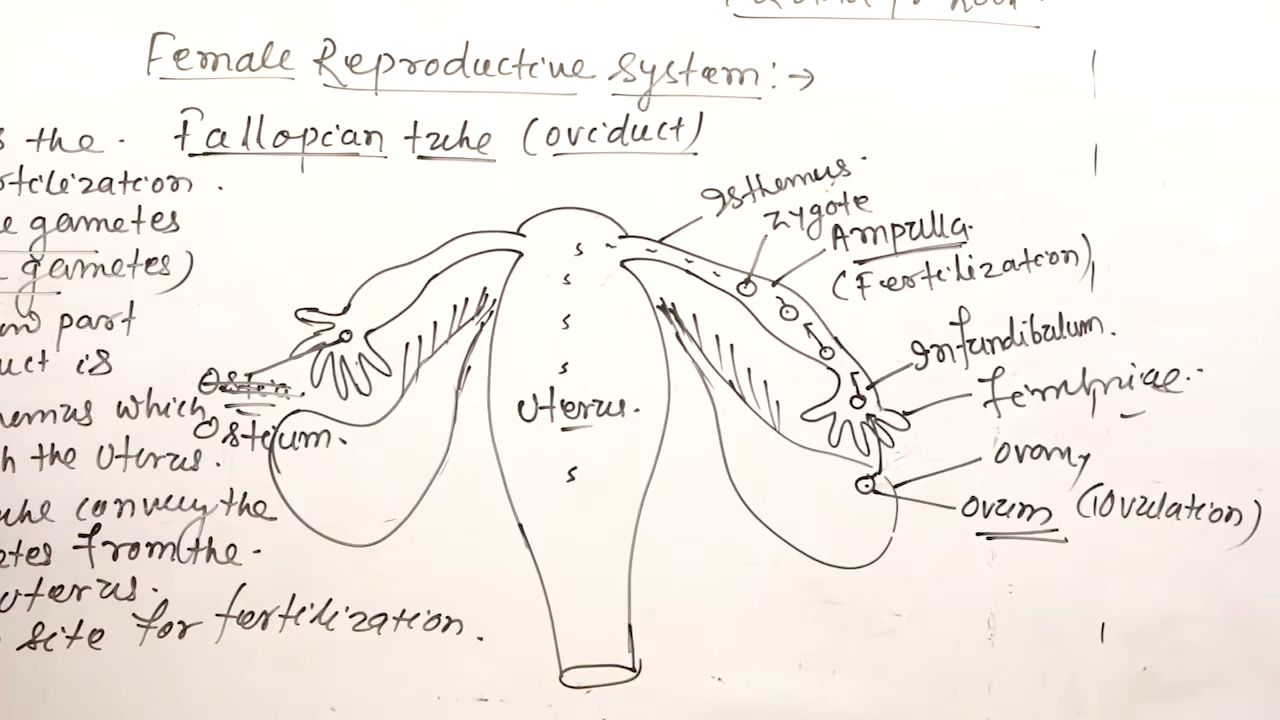 Female Reproductive system:→
s the. Fallopian tube (oviduct)
rtilization.
e gametes
gametes)
part
uct is
hemus which
h the Uterus.
ube convey the
etes from the.
uterus.
site for fertilization.
Isthemus.
Zygote
Ampulla.
(Fertilization)
Infundibulum.
fimbriae..
ovary
ovum (Ovulation)
Ostium.
Uterus.
s
s
s
s
s
s